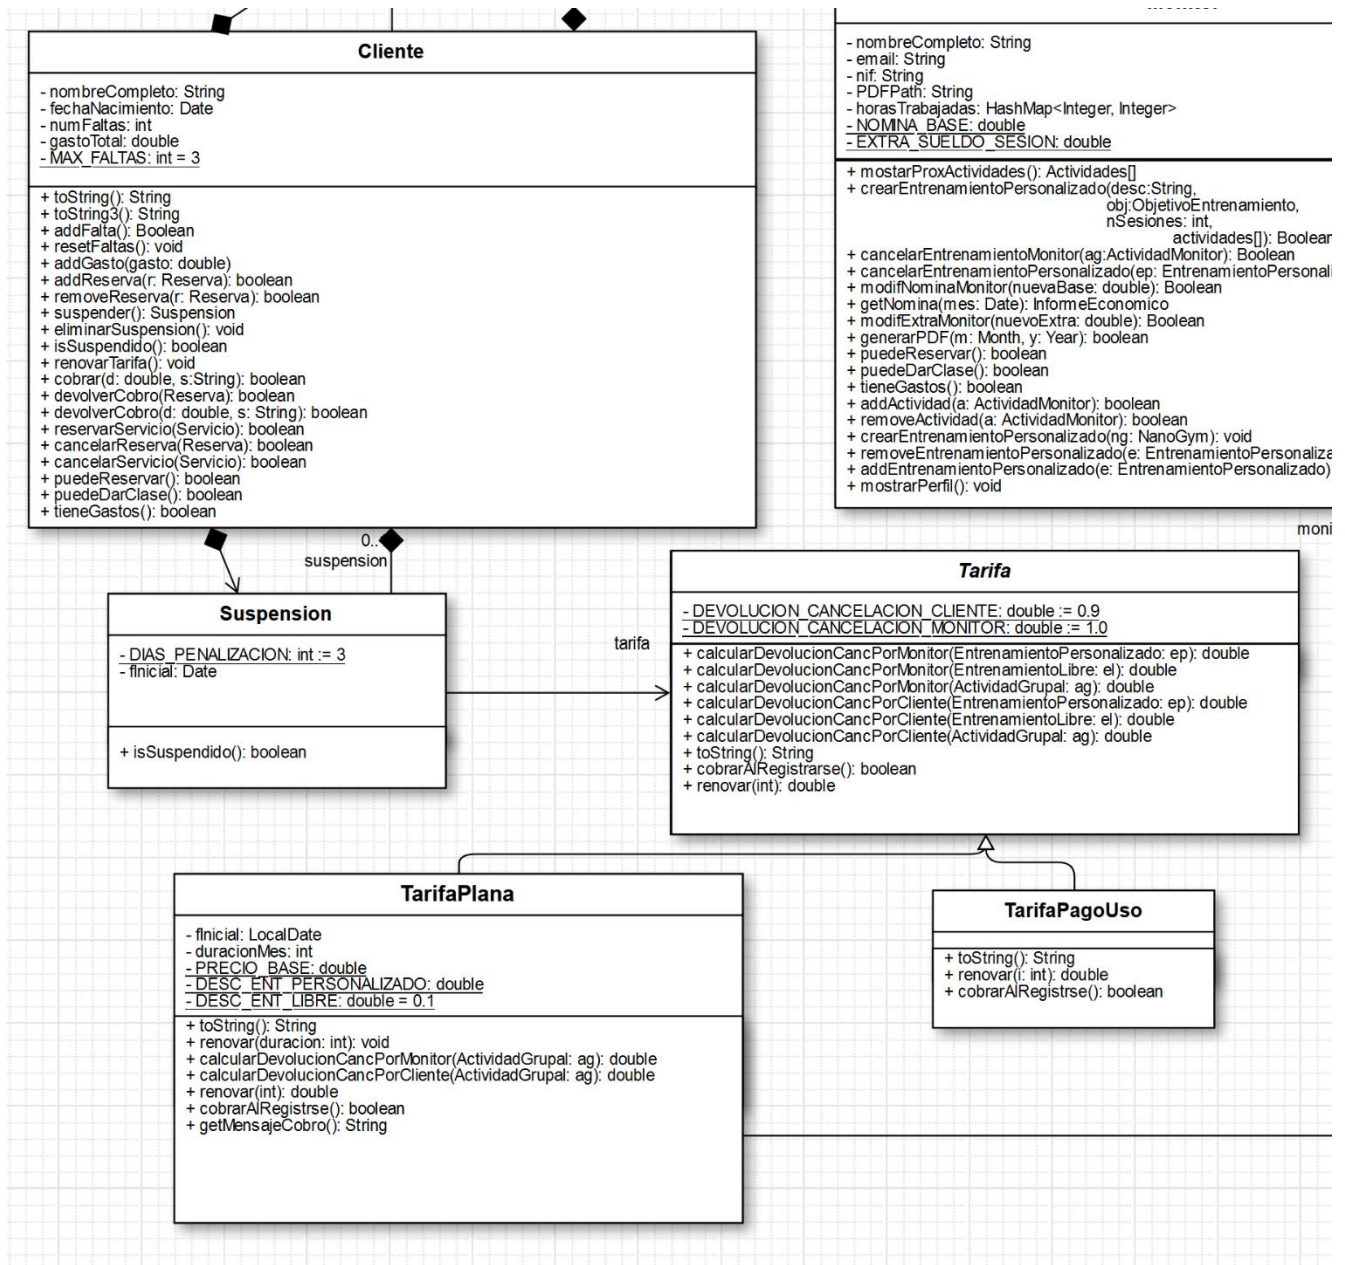 Cliente
- nombreCompleto: String
- fechaNacimiento: Date
- numFaltas: int
- gastoTotal: double
- MAX_FALTAS: int = 3
+ toString(): String
+ toString3(): String
+ addFalta(): Boolean
+ resetFaltas(): void
+ addGasto(gasto: double)
+ addReserva(r: Reserva): boolean
+ removeReserva(r: Reserva): boolean
+ suspender(): Suspension
+ eliminarSuspension(): void
+ isSuspendido(): boolean
+ renovarTarifa(): void
+ cobrar(d: double, s:String): boolean
+ devolverCobro(Reserva): boolean
+ devolverCobro(d: double, s: String): boolean
+ reservarServicio(Servicio): boolean
+ cancelarReserva(Reserva): boolean
+ cancelarServicio(Servicio): boolean
+ puedeReservar(): boolean
+ puedeDarClase(): boolean
+ tieneGastos(): boolean
- nombreCompleto: String
- email: String
- nif: String
- PDFPath: String
- horasTrabajadas: HashMap<Integer, Integer>
- NOMINA_BASE: double
- EXTRA_SUELDO_SESION: double
+ mostarProxActividades(): Actividades[]
+ crearEntrenamientoPersonalizado(desc:String,
obj:ObjetivoEntrenamiento,
nSesiones: int,
actividades[]): Boolean
+ cancelarEntrenamientoMonitor(ag:ActividadMonitor): Boolean
+ cancelarEntrenamientoPersonalizado(ep: EntrenamientoPersonali
+ modifNominaMonitor(nuevaBase: double): Boolean
+ getNomina(mes: Date): InformeEconomico
+ modifExtraMonitor(nuevoExtra: double): Boolean
+ generarPDF(m: Month, y: Year): boolean
+ puedeReservar(): boolean
+ puedeDarClase(): boolean
+ tieneGastos(): boolean
+ addActividad(a: ActividadMonitor): boolean
+ removeActividad(a: ActividadMonitor): boolean
+ crearEntrenamientoPersonalizado(ng: NanoGym): void
+ removeEntrenamientoPersonalizado(e: EntrenamientoPersonaliza
+ addEntrenamientoPersonalizado(e: EntrenamientoPersonalizado)
+ mostrarPerfil(): void
moni
0..
suspension
Suspension
- DIAS_PENALIZACION: int := 3
- fInicial: Date
+ isSuspendido(): boolean
tarifa
Tarifa
- DEVOLUCION_CANCELACION_CLIENTE: double := 0.9
- DEVOLUCION_CANCELACION_MONITOR: double := 1.0
+ calcularDevolucionCancPorMonitor(EntrenamientoPersonalizado: ep): double
+ calcularDevolucionCancPorMonitor(EntrenamientoLibre: el): double
+ calcularDevolucionCancPorMonitor(ActividadGrupal: ag): double
+ calcularDevolucionCancPorCliente(EntrenamientoPersonalizado: ep): double
+ calcularDevolucionCancPorCliente(EntrenamientoLibre: el): double
+ calcularDevolucionCancPorCliente(ActividadGrupal: ag): double
+ toString(): String
+ cobrarAlRegistrarse(): boolean
+ renovar(int): double
TarifaPlana
- fInicial: LocalDate
- duracionMes: int
- PRECIO_BASE: double
- DESC_ENT_PERSONALIZADO: double
- DESC_ENT_LIBRE: double = 0.1
+ toString(): String
+ renovar(duracion: int): void
+ calcularDevolucionCancPorMonitor(ActividadGrupal: ag): double
+ calcularDevolucionCancPorCliente(ActividadGrupal: ag): double
+ renovar(int): double
+ cobrarAlRegistrse(): boolean
+ getMensajeCobro(): String
TarifaPagoUso
+ toString(): String
+ renovar(i: int): double
+ cobrarAlRegistrse(): boolean